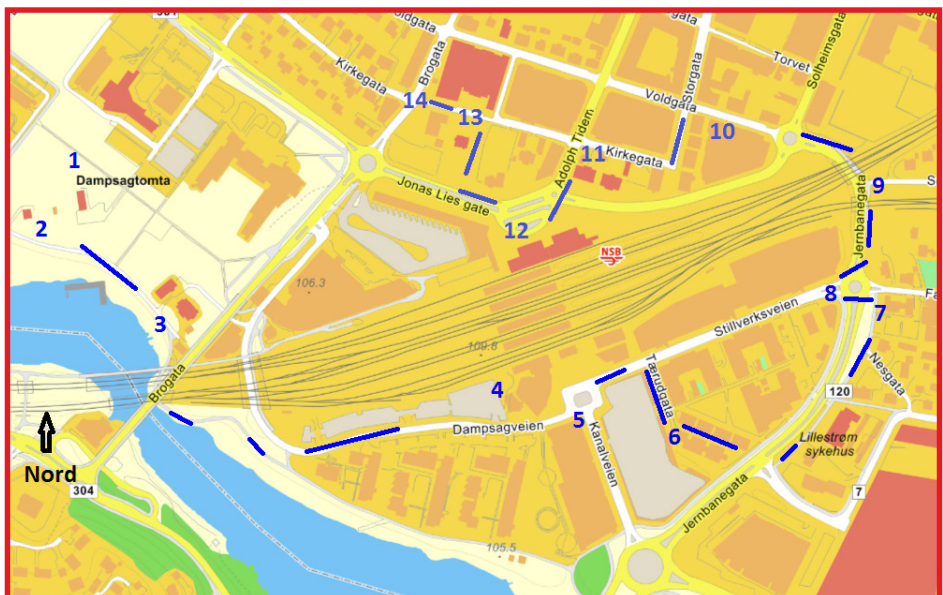 Voldgata
Brogata
Kirkegata
Torvet
Solheimsgata
Storgata
Voldgata
14
13
10
Adolph Tidem
11
Kirkegata
1
Dampsagtomta
Jonas Lies gate
9
S
2
12
NSB
Jernbanegata
106.3
8
Fa
3
7
Stillverksveien
109.8
Tærudgata
Nesgata
Brogata
4
120
5
Dampsagveien
Kanalveien
6
Lillestrøm
sykehus
Nord
304
7
Jernbanegata
105.5